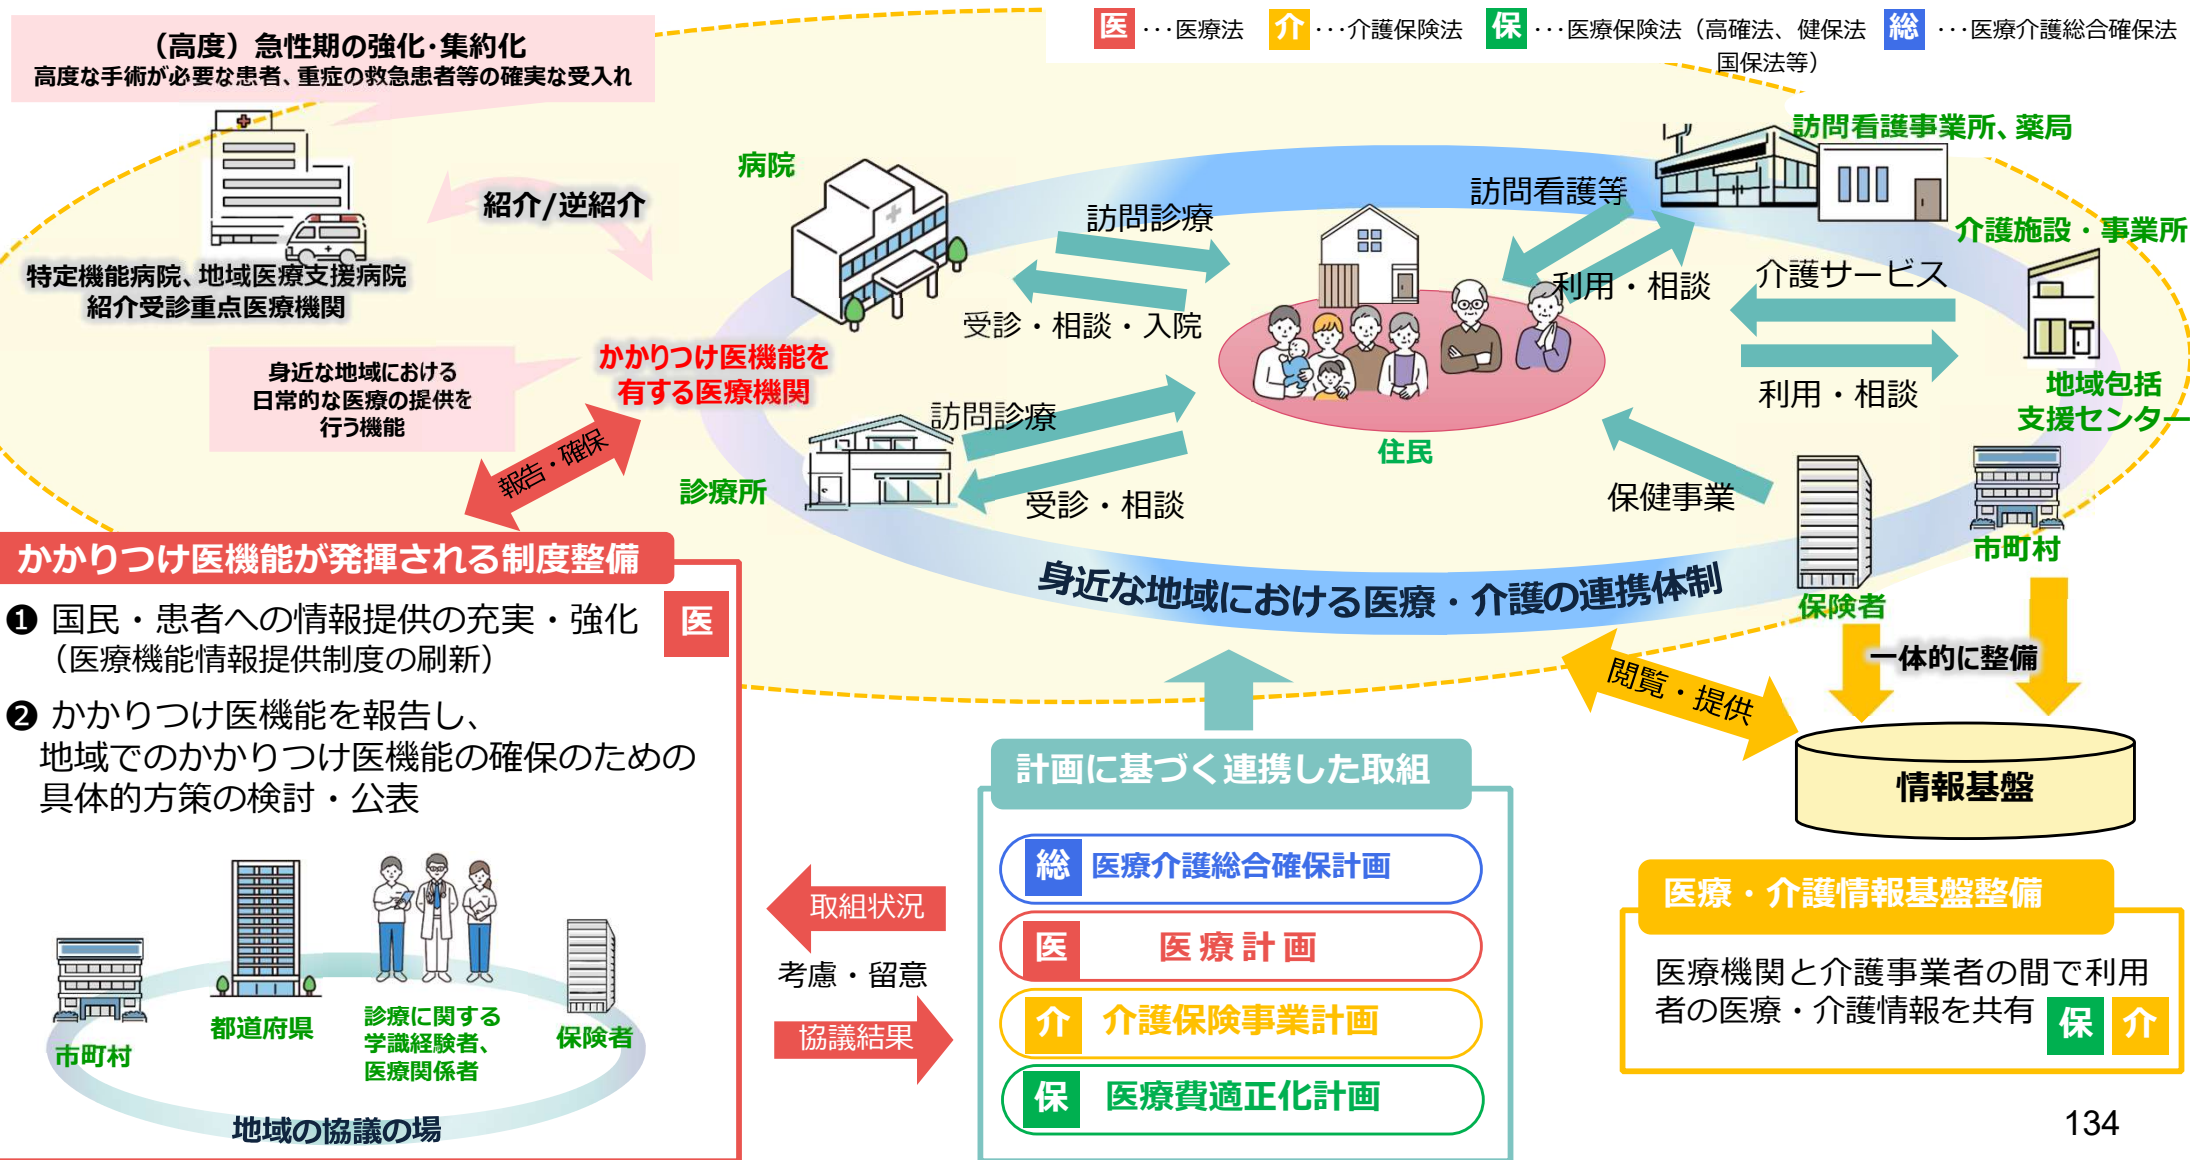 医 ･･･医療法 介 ･･･介護保険法 保 ･･･医療保険法（高確法、健保法 総 ･･･医療介護総合確保法
国保法等）
（高度）急性期の強化･集約化
高度な手術が必要な患者、重症の救急患者等の確実な受入れ
特定機能病院、地域医療支援病院
紹介受診重点医療機関
紹介/逆紹介
身近な地域における
日常的な医療の提供を
行う機能
かかりつけ医機能を
有する医療機関
報告・確保
病院
訪問診療
受診・相談・入院
診療所
訪問診療
受診・相談
住民
訪問看護等
利用・相談
訪問看護事業所、薬局
介護施設・事業所
介護サービス
利用・相談
地域包括
支援センター
保健事業
市町村
保険者
身近な地域における医療・介護の連携体制
一体的に整備
閲覧・提供
情報基盤
かかりつけ医機能が発揮される制度整備
❶ 国民・患者への情報提供の充実・強化 医
（医療機能情報提供制度の刷新）
❷ かかりつけ医機能を報告し、
地域でのかかりつけ医機能の確保のための
具体的方策の検討・公表
市町村
都道府県
診療に関する
学識経験者、
医療関係者
保険者
地域の協議の場
取組状況
考慮・留意
協議結果
計画に基づく連携した取組
総 医療介護総合確保計画
医 医療計画
介 介護保険事業計画
保 医療費適正化計画
医療・介護情報基盤整備
医療機関と介護事業者の間で利用
者の医療・介護情報を共有 保 介
134